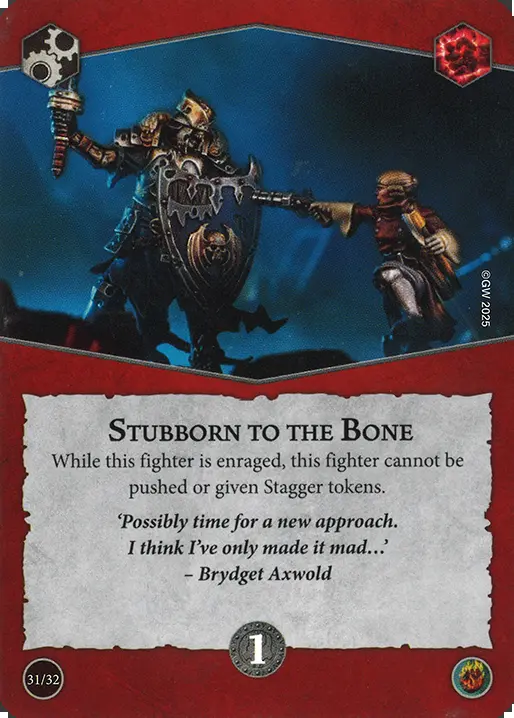 ©GW 2025
STUBBORN TO THE BONE
While this fighter is enraged, this fighter cannot be
pushed or given Stagger tokens.
‘Possibly time for a new approach.
I think I’ve only made it mad…’
– Brydget Axwold
1
31/32